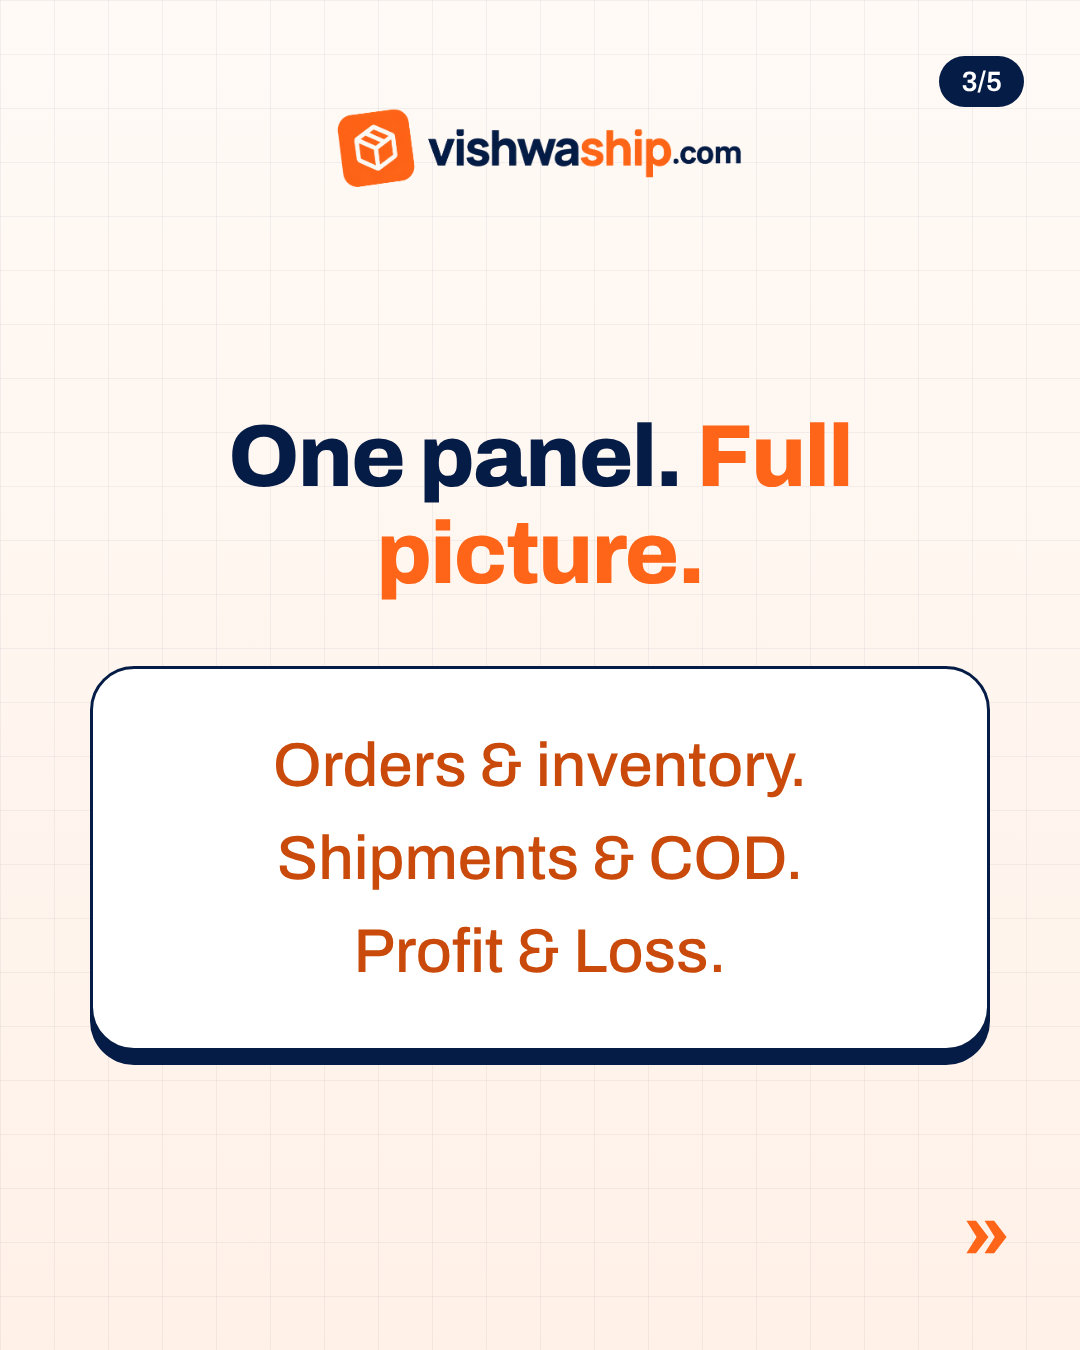 3/5
vishwaship.com
One panel. Full
picture.
Orders & inventory.
Shipments & COD.
Profit & Loss.
»